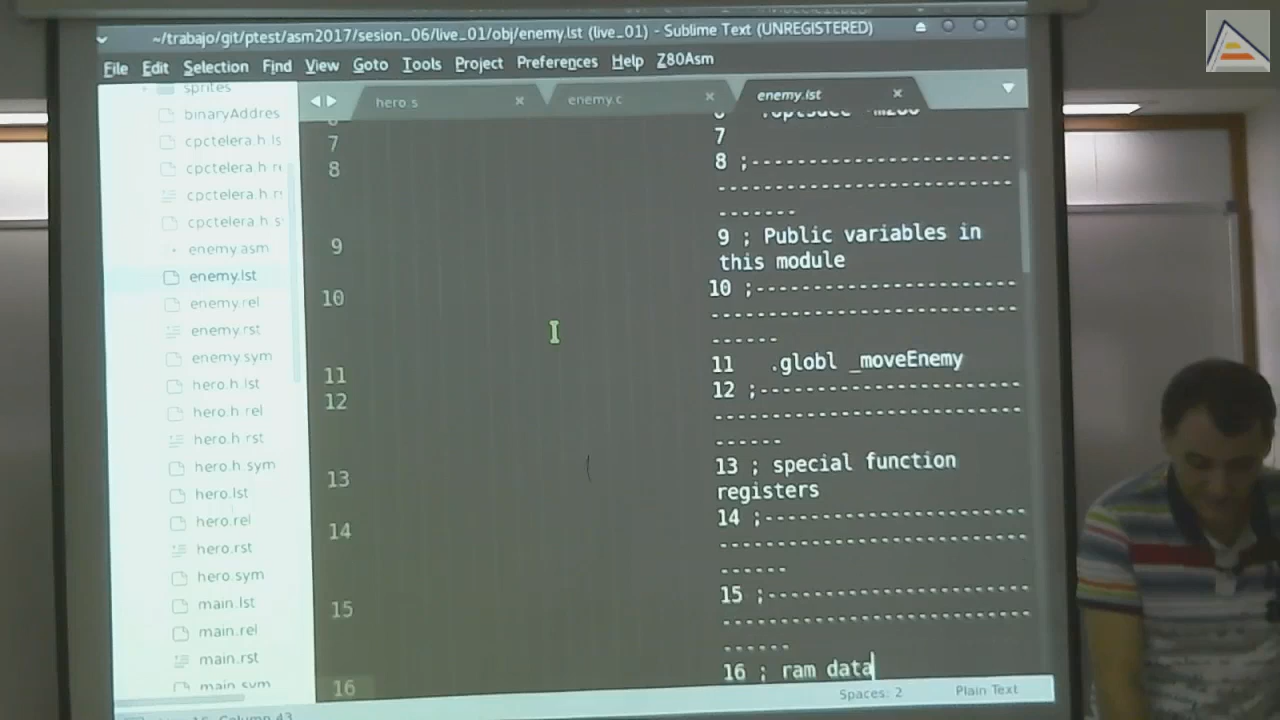 ~/trabajo/git/ptest/asm2017/sesion_06/live_01/obj/enemy.lst (live_01) - Sublime Text (UNREGISTERED)
File Edit Selection Find View Goto Tools Project Preferences Help Z80Asm
hero.s
enemy.c
enemy.lst
sprites
binaryAddres
cpctelera.h.ls
cpctelera.h.re
cpctelera.h.rs
cpctelera.h.s
enemy.asm
enemy.lst
enemy.rel
enemy.rst
enemy.sym
hero.h.lst
hero.h.rel
hero.h.rst
hero.h.sym
hero.lst
hero.rel
hero.rst
hero.sym
main.lst
main.rel
main.rst
main.sym
7
8
9
10
11
12
13
14
15
16
7
8 ;-----------------------------
---------------------------------
-------
9 ; Public variables in
this module
10 ;-----------------------------
---------------------------------
------
11 .globl _moveEnemy
12 ;-----------------------------
---------------------------------
------
13 ; special function
registers
14 ;-----------------------------
---------------------------------
------
15 ;-----------------------------
---------------------------------
------
16 ; ram data
Spaces: 2
Plain Text